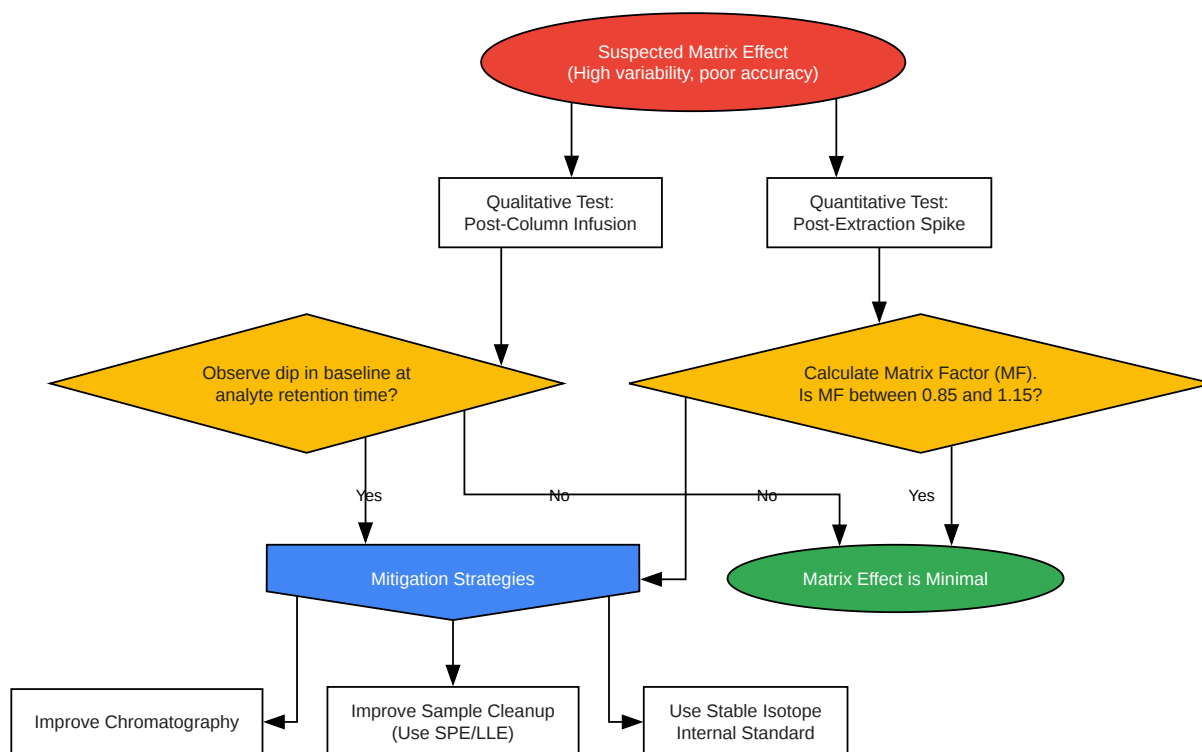 Suspected Matrix Effect
(High variability, poor accuracy)
Qualitative Test:
Post-Column Infusion
Quantitative Test:
Post-Extraction Spike
Observe dip in baseline at
analyte retention time?
Calculate Matrix Factor (MF).
Is MF between 0.85 and 1.15?
Yes
No
No
Yes
Mitigation Strategies
Matrix Effect is Minimal
Improve Chromatography
Improve Sample Cleanup
(Use SPE/LLE)
Use Stable Isotope
Internal Standard